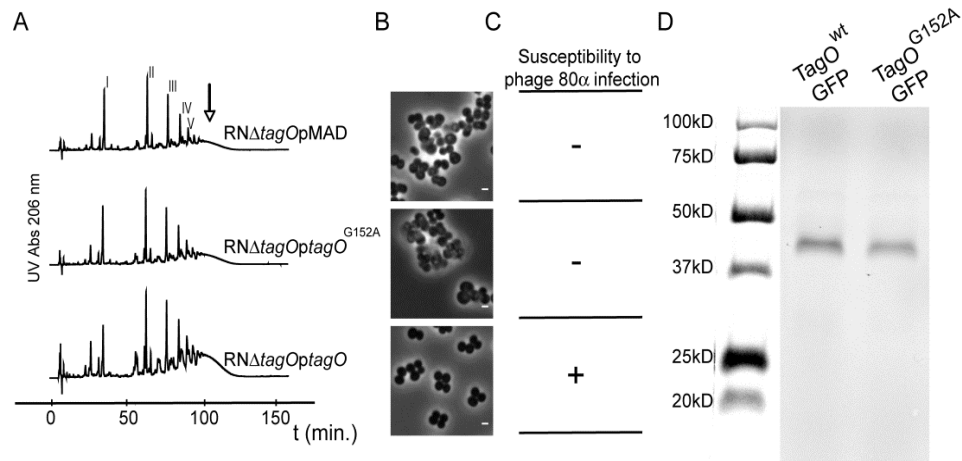 A
B
C
D
Susceptibility to
phage 80α infection
I
II
III
IV
V
RNΔtagOpMAD
RNΔtagOptagO G152A
RNΔtagOptagO
UV Abs 206 nm
0
50
100
150
t (min.)
-
-
+
TagO wt
GFP
TagO G152A
GFP
100kD
75kD
50kD
37kD
25kD
20kD